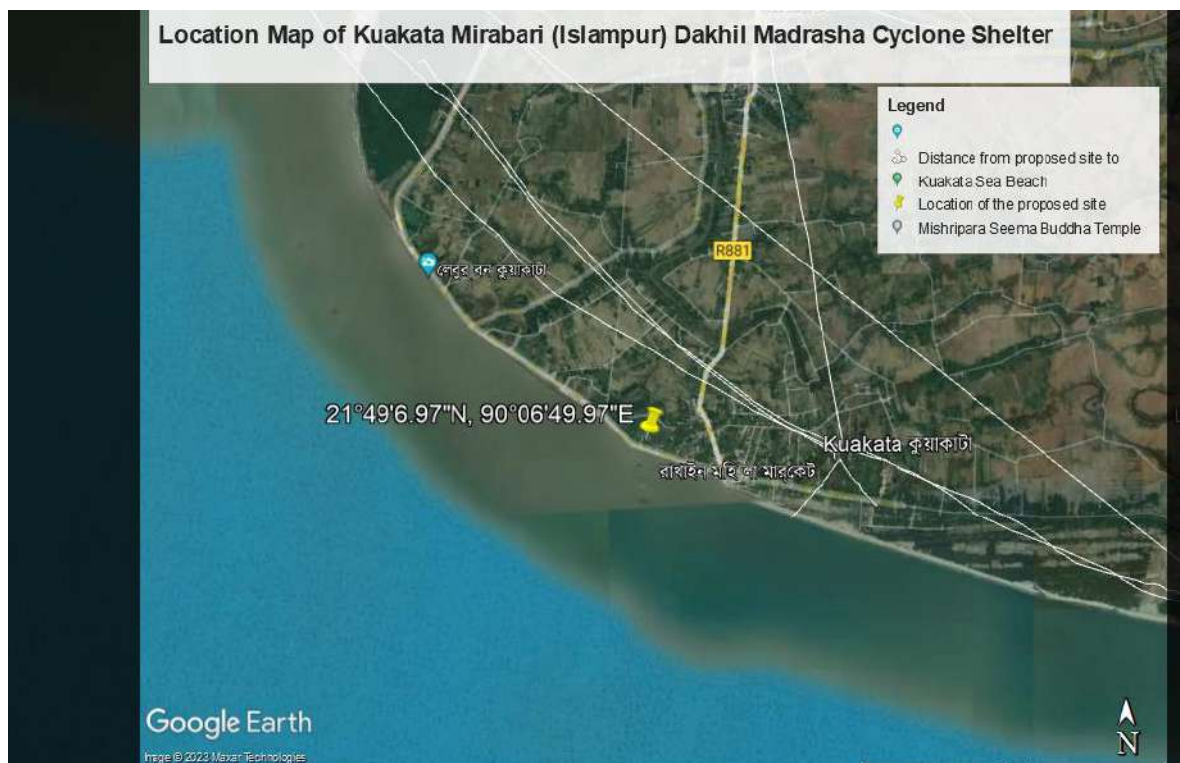 Location Map of Kuakata Mirabari (Islampur) Dakhil Madrasha Cyclone Shelter
Legend
Distance from proposed site to
Kuakata Sea Beach
Location of the proposed site
Mishripara Seema Buddha Temple
R881
লেবুর বন কুয়াকাটা
21°49'6.97"N, 90°06'49.97"E
Kuakata কুয়াকাটা
রাখাইন মহিলা মার্কেট
Google Earth
Image © 2023 Maxar Technologies
N